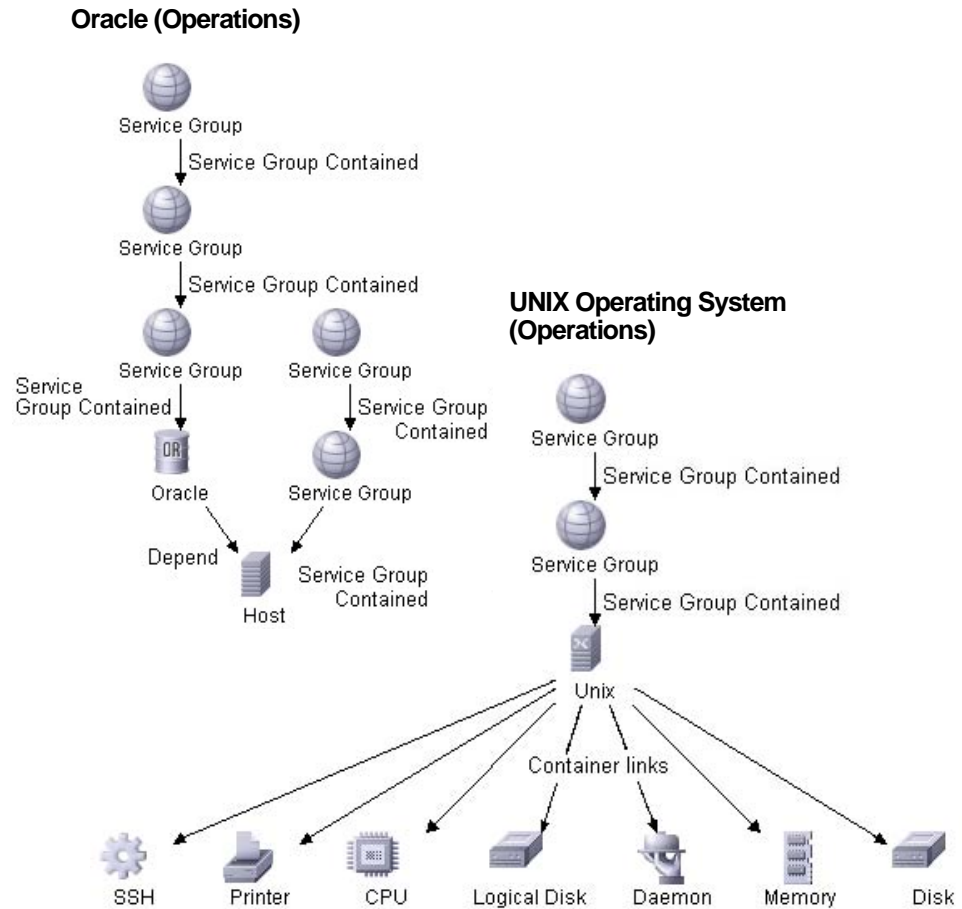 Oracle (Operations)
Service Group
Service Group Contained
Service Group
Service Group Contained
Service Group
Service
Group Contained
OR
Oracle
Depend
Service Group
Service Group
Contained
Service Group
Service Group
Contained
Host
UNIX Operating System
(Operations)
Service Group
Service Group Contained
Service Group
Service Group Contained
Unix
Container links
SSH
Printer
CPU
Logical Disk
Daemon
Memory
Disk